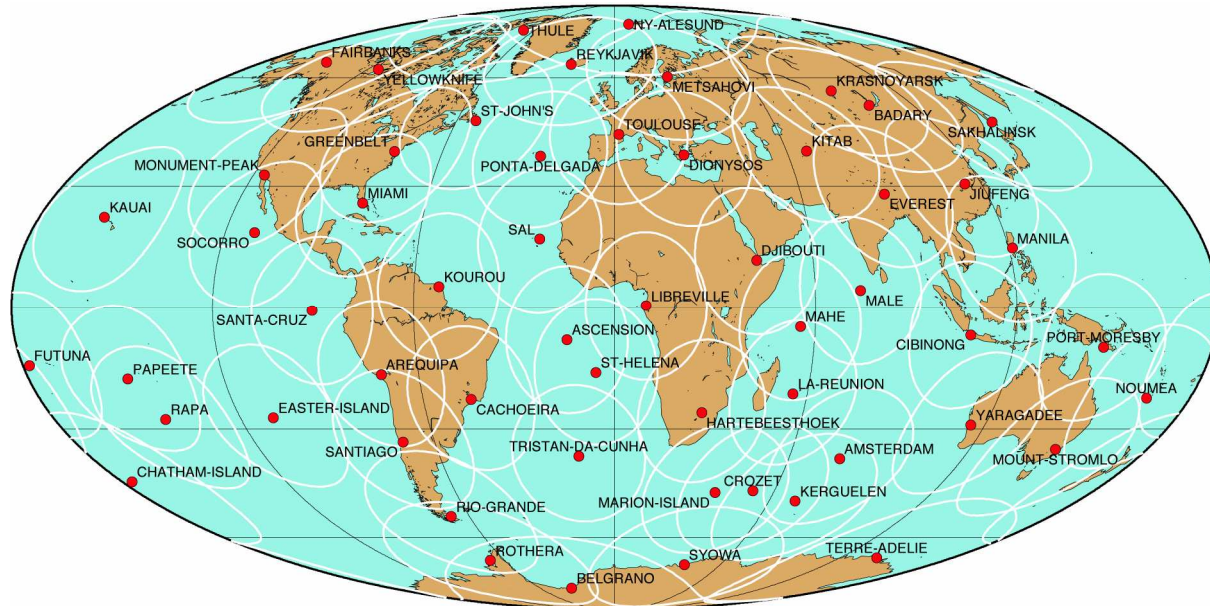 NY-ALESUND
THULE
REYKJAVIK
FAIRBANKS
YELLOWKNIFE
METSAHOVI
KRASNOYARSK
ST-JOHN'S
BADARY
SAKHALINSK
TOULOUSE
GREENBELT
KITAB
MONUMENT-PEAK
PONTA-DELGADA
DIONYSOS
MIAMI
EVEREST
JIUFENG
KAUAI
SOCORRO
SAL
DJIBOUTI
MANILA
KOUROU
LIBREVILLE
MALE
SANTA-CRUZ
ASCENSION
MAHE
CIBINONG
PORT-MORESBY
FUTUNA
PAPEETE
AREQUIPA
ST-HELENA
LA-REUNION
NOUMEA
RAPA
EASTER-ISLAND
CACHOEIRA
HARTEBEESTHOEK
YARAGADEE
SANTIAGO
TRISTAN-DA-CUNHA
AMSTERDAM
MOUNT-STROMLO
CHATHAM-ISLAND
MARION-ISLAND
CROZET
KERGUELEN
RIO-GRANDE
ROTHERA
SYOWA
TERRE-ADELIE
BELGRANO